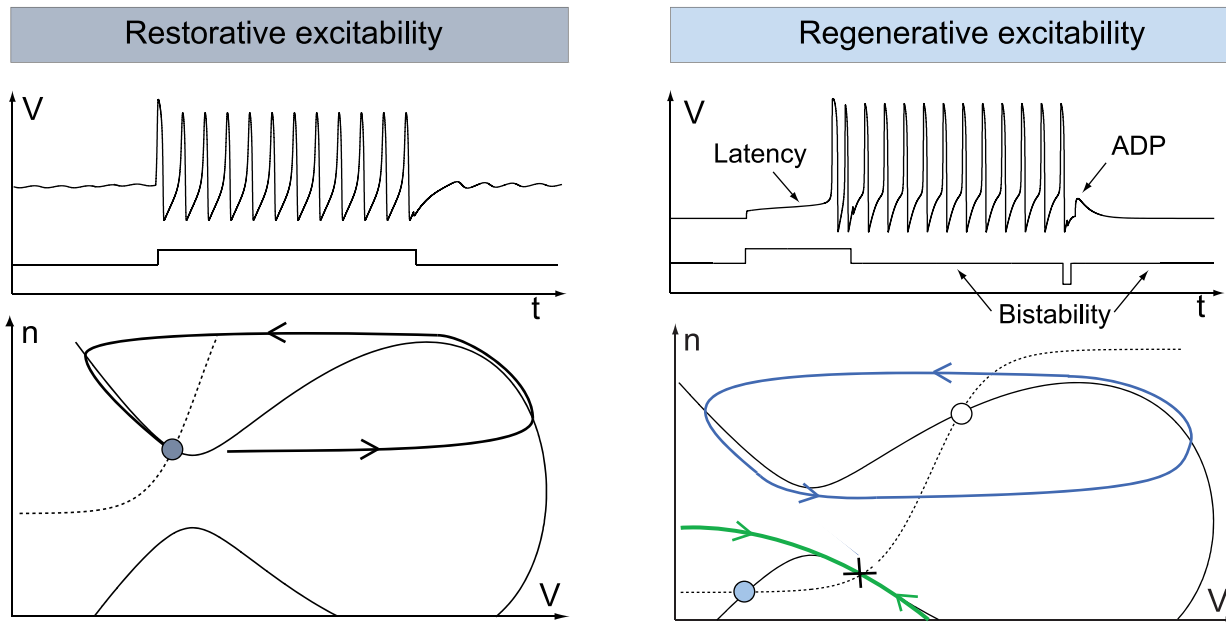 Restorative excitability
Regenerative excitability
V
t
V
Latency
ADP
Bistability
t
n
V
n
V